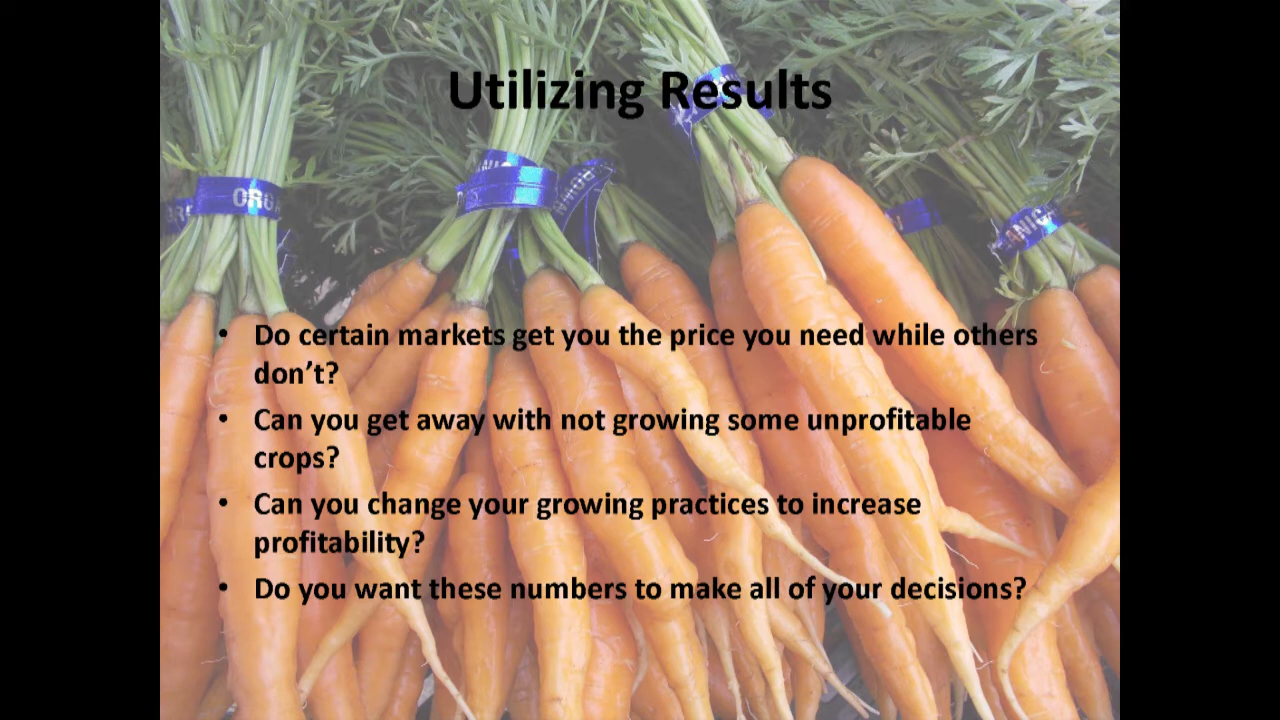 Utilizing Results
ORG
• Do certain markets get you the price you need while others
don't?
• Can you get away with not growing some unprofitable
crops?
• Can you change your growing practices to increase
profitability?
• Do you want these numbers to make all of your decisions?